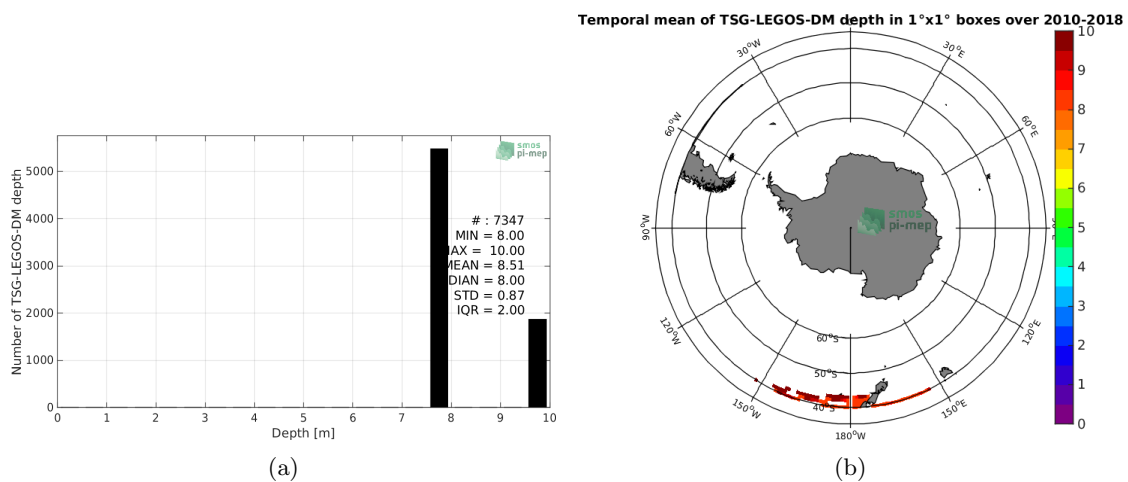 Temporal mean of TSG-LEGOS-DM depth in 1°x1° boxes over 2010-2018
Number of TSG-LEGOS-DM depth
5000
4000
3000
2000
1000
0
smos
pi-mep
# : 7347
MIN = 8.00
MAX = 10.00
MEAN = 8.51
DIAN = 8.00
STD = 0.87
IQR = 2.00
0 1 2 3 4 5 6 7 8 9 10
Depth [m]
(a)
30°W
30°E
60°W
60°E
90°W
120°W
120°E
150°W
150°E
180°W
60°S
50°S
40°S
smos
pi-mep
10
9
8
7
6
5
4
3
2
1
0
(b)